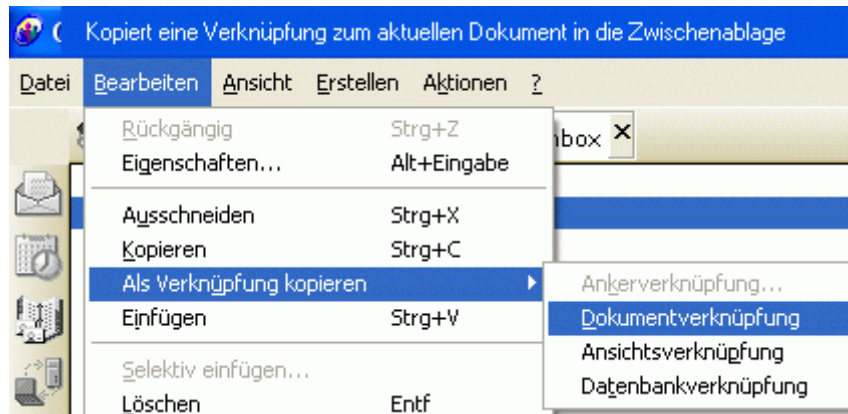 Kopiert eine Verknüpfung zum aktuellen Dokument in die Zwischenablage
Datei Bearbeiten Ansicht Erstellen Aktionen ?
Rückgängig Strg+Z
Eigenschaften... Alt+Eingabe
Ausschneiden Strg+X
Kopieren Strg+C
Als Verknüpfung kopieren
Einfügen Strg+V
Selektiv einfügen...
Löschen Entf
Ankerverknüpfung...
Dokumentverknüpfung
Ansichtsverknüpfung
Datenbankverknüpfung